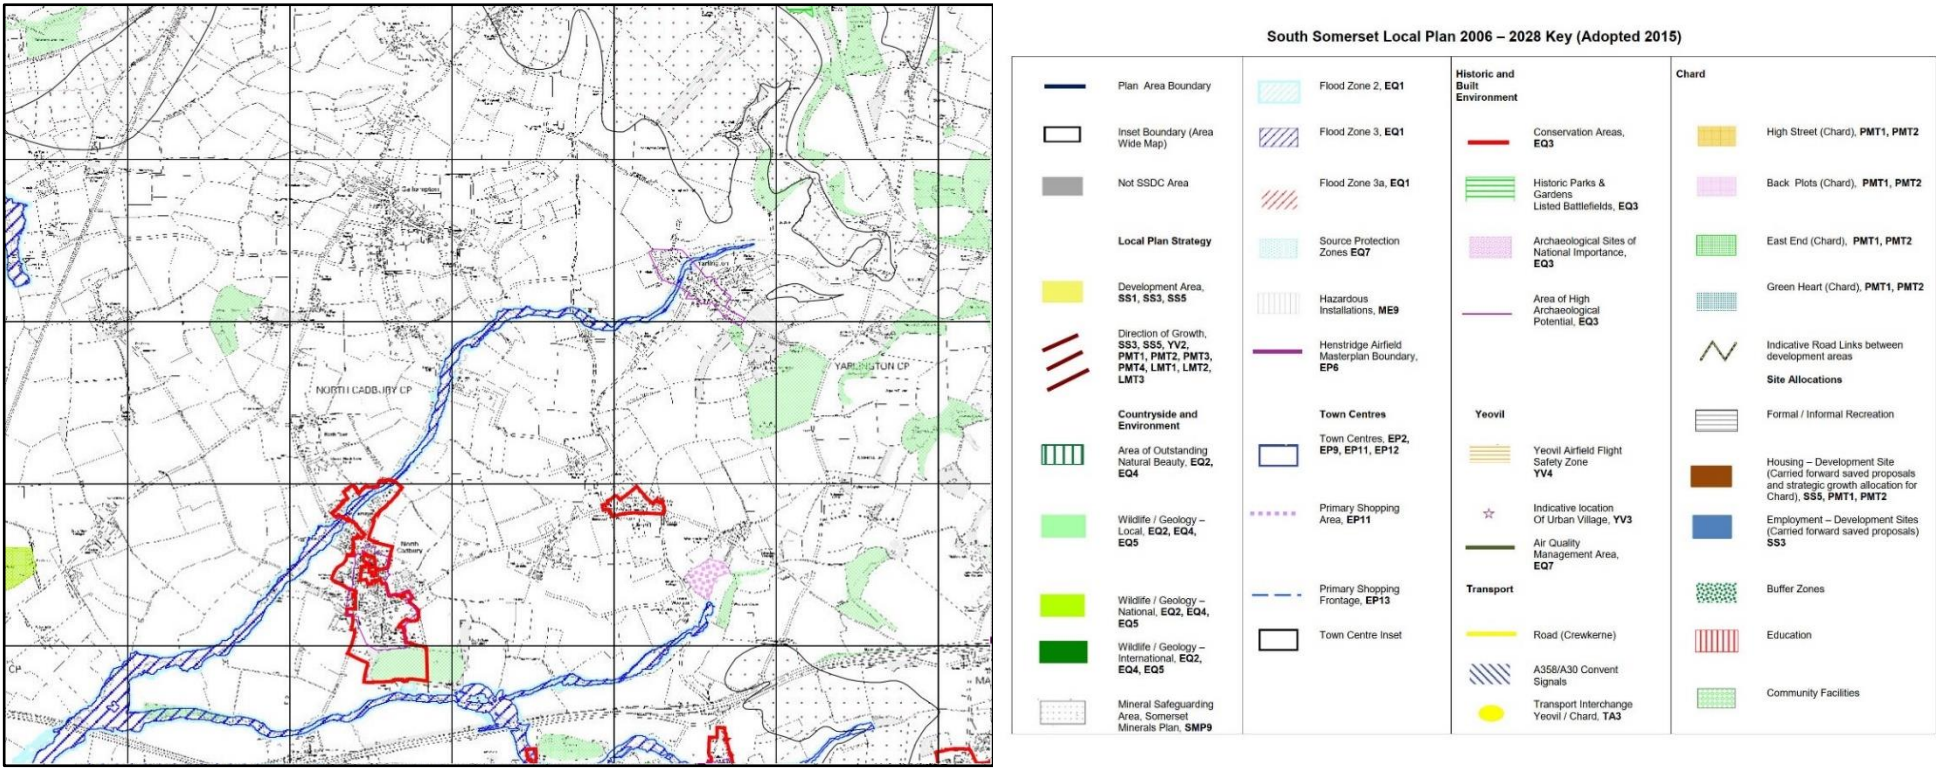 NORTH CADBURY CP
YARLINGTON CP
North
Cadbury
CP
MA
South Somerset Local Plan 2006 – 2028 Key (Adopted 2015)
Plan Area Boundary
Inset Boundary (Area
Wide Map)
Not SSDC Area
Local Plan Strategy
Development Area,
SS1, SS3, SS5
Direction of Growth,
SS3, SS5, YV2,
PMT1, PMT2, PMT3,
PMT4, LMT1, LMT2,
LMT3
Countryside and
Environment
Area of Outstanding
Natural Beauty, EQ2,
EQ4
Wildlife / Geology –
Local, EQ2, EQ4,
EQ5
Wildlife / Geology –
National, EQ2, EQ4,
EQ5
Wildlife / Geology –
International, EQ2,
EQ4, EQ5
Mineral Safeguarding
Area, Somerset
Minerals Plan, SMP9
Flood Zone 2, EQ1
Flood Zone 3, EQ1
Flood Zone 3a, EQ1
Source Protection
Zones EQ7
Hazardous
Installations, ME9
Henstridge Airfield
Masterplan Boundary,
EP6
Town Centres
Town Centres, EP2,
EP9, EP11, EP12
Primary Shopping
Area, EP11
Primary Shopping
Frontage, EP13
Town Centre Inset
Historic and
Built
Environment
Conservation Areas,
EQ3
Historic Parks &
Gardens
Listed Battlefields, EQ3
Archaeological Sites of
National Importance,
EQ3
Area of High
Archaeological
Potential, EQ3
Yeovil
Yeovil Airfield Flight
Safety Zone
YV4
Indicative location
Of Urban Village, YV3
Air Quality
Management Area,
EQ7
Transport
Road (Crewkerne)
A358/A30 Convent
Signals
Transport Interchange
Yeovil / Chard, TA3
Chard
High Street (Chard), PMT1, PMT2
Back Plots (Chard), PMT1, PMT2
East End (Chard), PMT1, PMT2
Green Heart (Chard), PMT1, PMT2
Indicative Road Links between
development areas
Site Allocations
Formal / Informal Recreation
Housing – Development Site
(Carried forward saved proposals
and strategic growth allocation for
Chard), SS5, PMT1, PMT2
Employment – Development Sites
(Carried forward saved proposals)
SS3
Buffer Zones
Education
Community Facilities